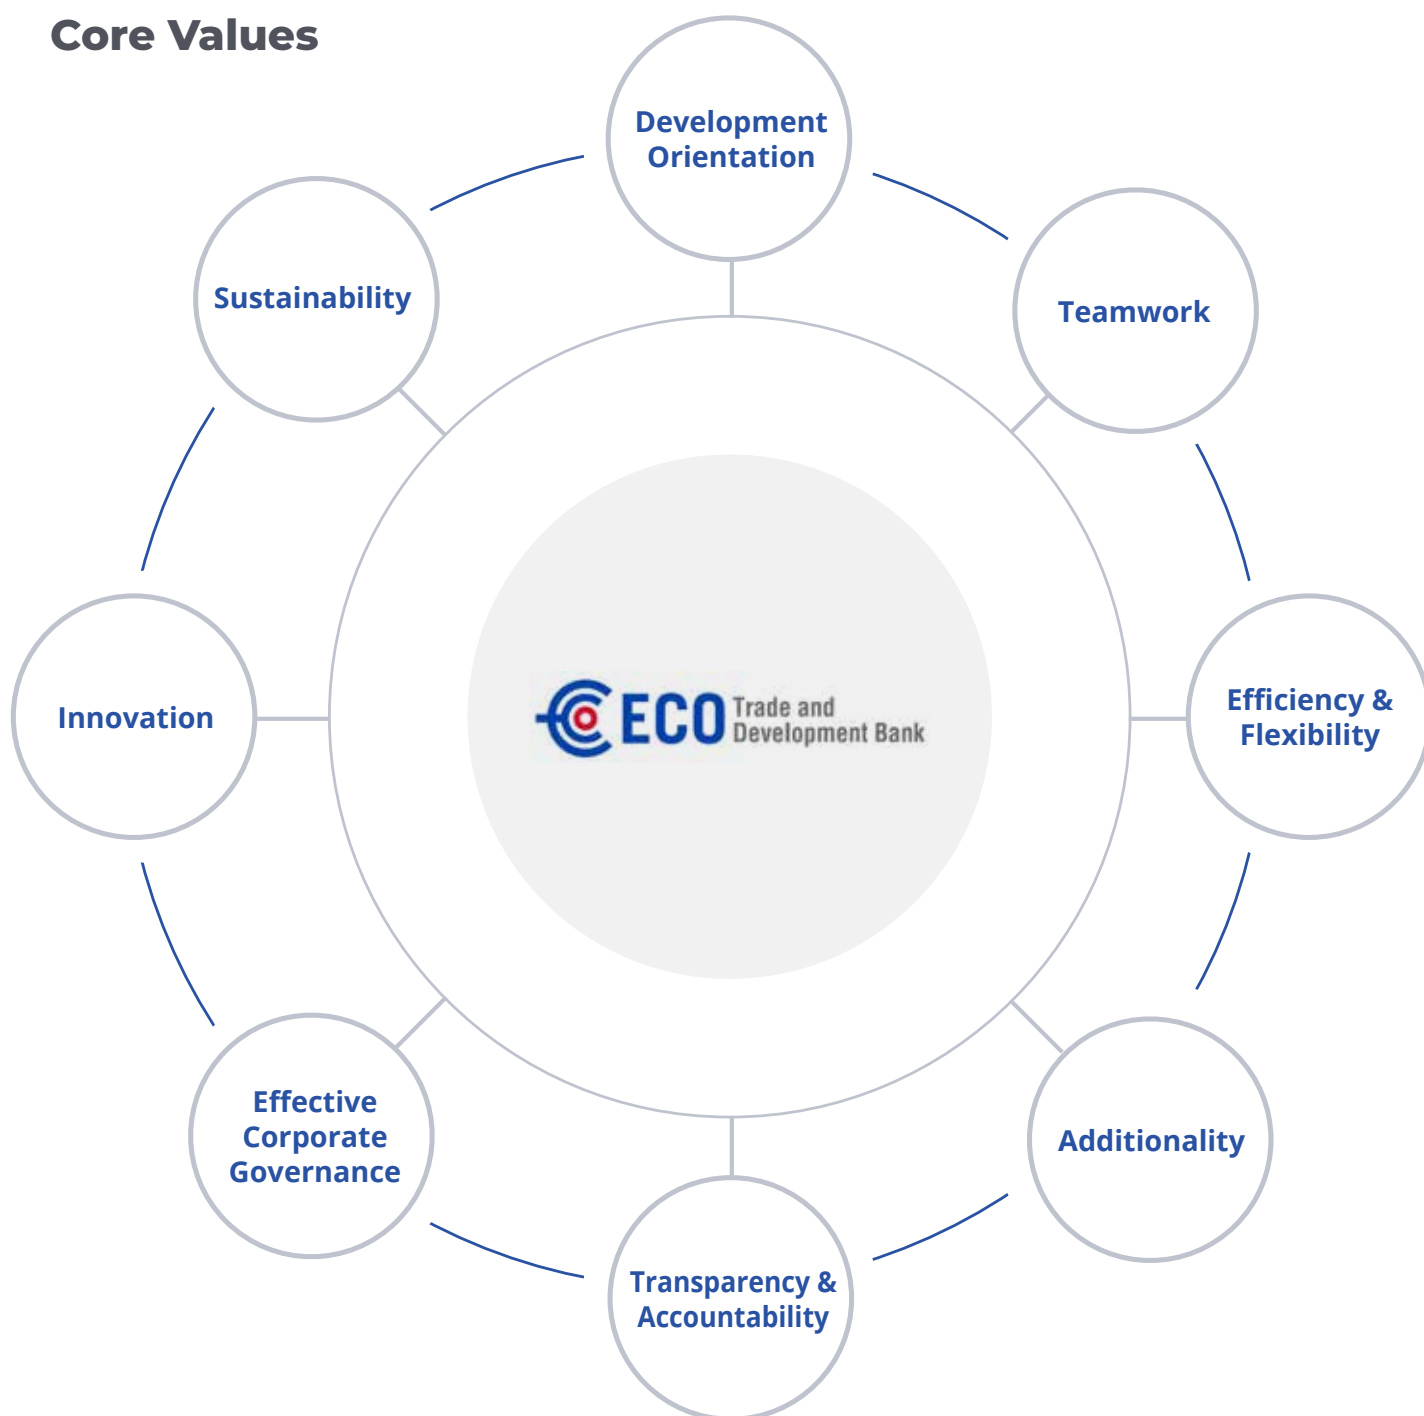 Core Values
Development
Orientation
Teamwork
Efficiency &
Flexibility
Additionality
Transparency &
Accountability
Effective
Corporate
Governance
Innovation
Sustainability
ECO Trade and
Development Bank